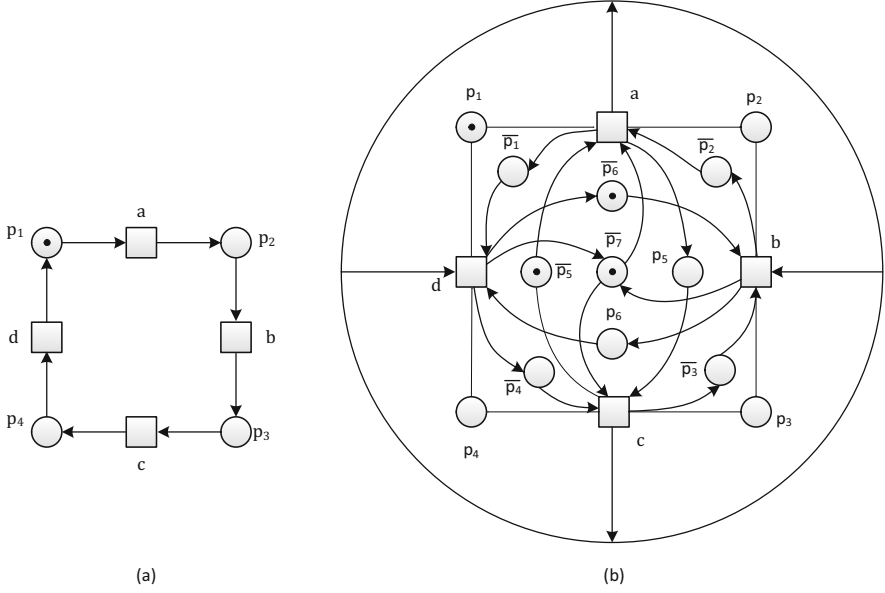 p1
a
p2
d
b
p4
c
p3
(a)
a
p1
p2
p̅1̅
p̅2̅
p̅6̅
p̅7̅
b
d
p̅5̅
p5
p6
p̅4̅
p̅3̅
p4
c
p3
(b)